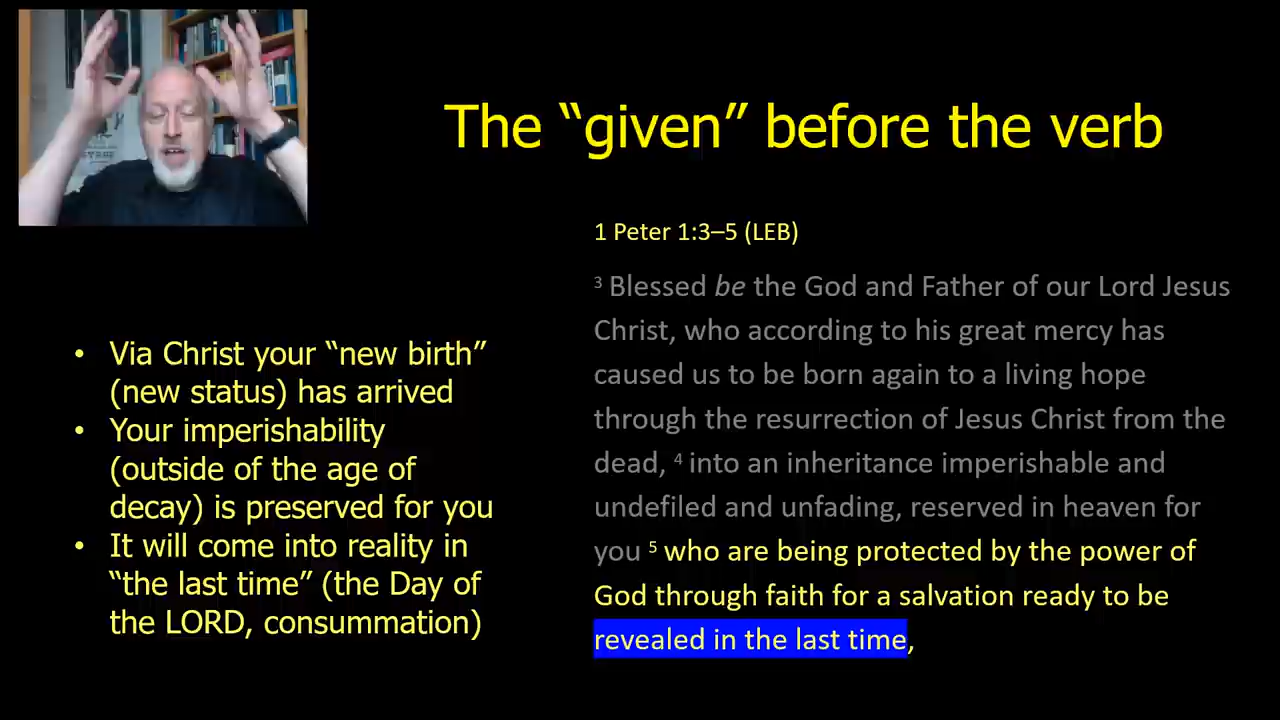 The “given” before the verb
1 Peter 1:3–5 (LEB)
3 Blessed be the God and Father of our Lord Jesus
Christ, who according to his great mercy has
caused us to be born again to a living hope
through the resurrection of Jesus Christ from the
dead, 4 into an inheritance imperishable and
undefiled and unfading, reserved in heaven for
you 5 who are being protected by the power of
God through faith for a salvation ready to be
revealed in the last time,
• Via Christ your “new birth”
(new status) has arrived
• Your imperishability
(outside of the age of
decay) is preserved for you
• It will come into reality in
“the last time” (the Day of
the LORD, consummation)